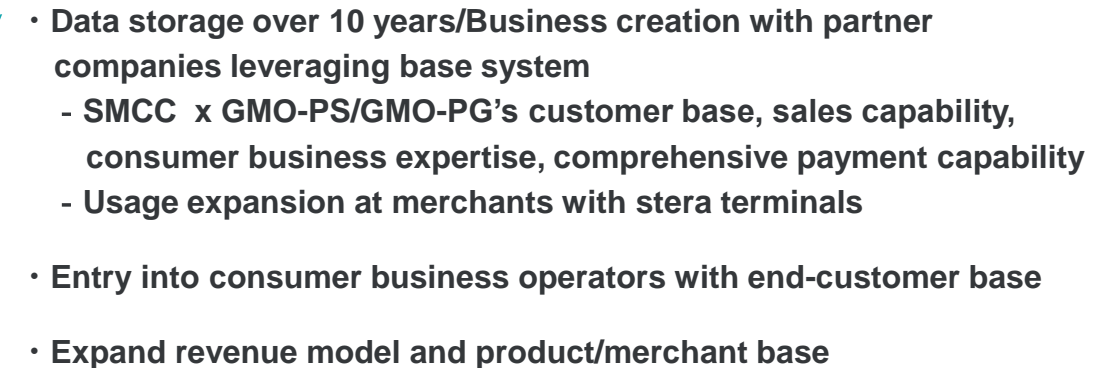 ・Data storage over 10 years/Business creation with partner
companies leveraging base system
- SMCC x GMO-PS/GMO-PG’s customer base, sales capability,
consumer business expertise, comprehensive payment capability
- Usage expansion at merchants with stera terminals
・Entry into consumer business operators with end-customer base
・Expand revenue model and product/merchant base